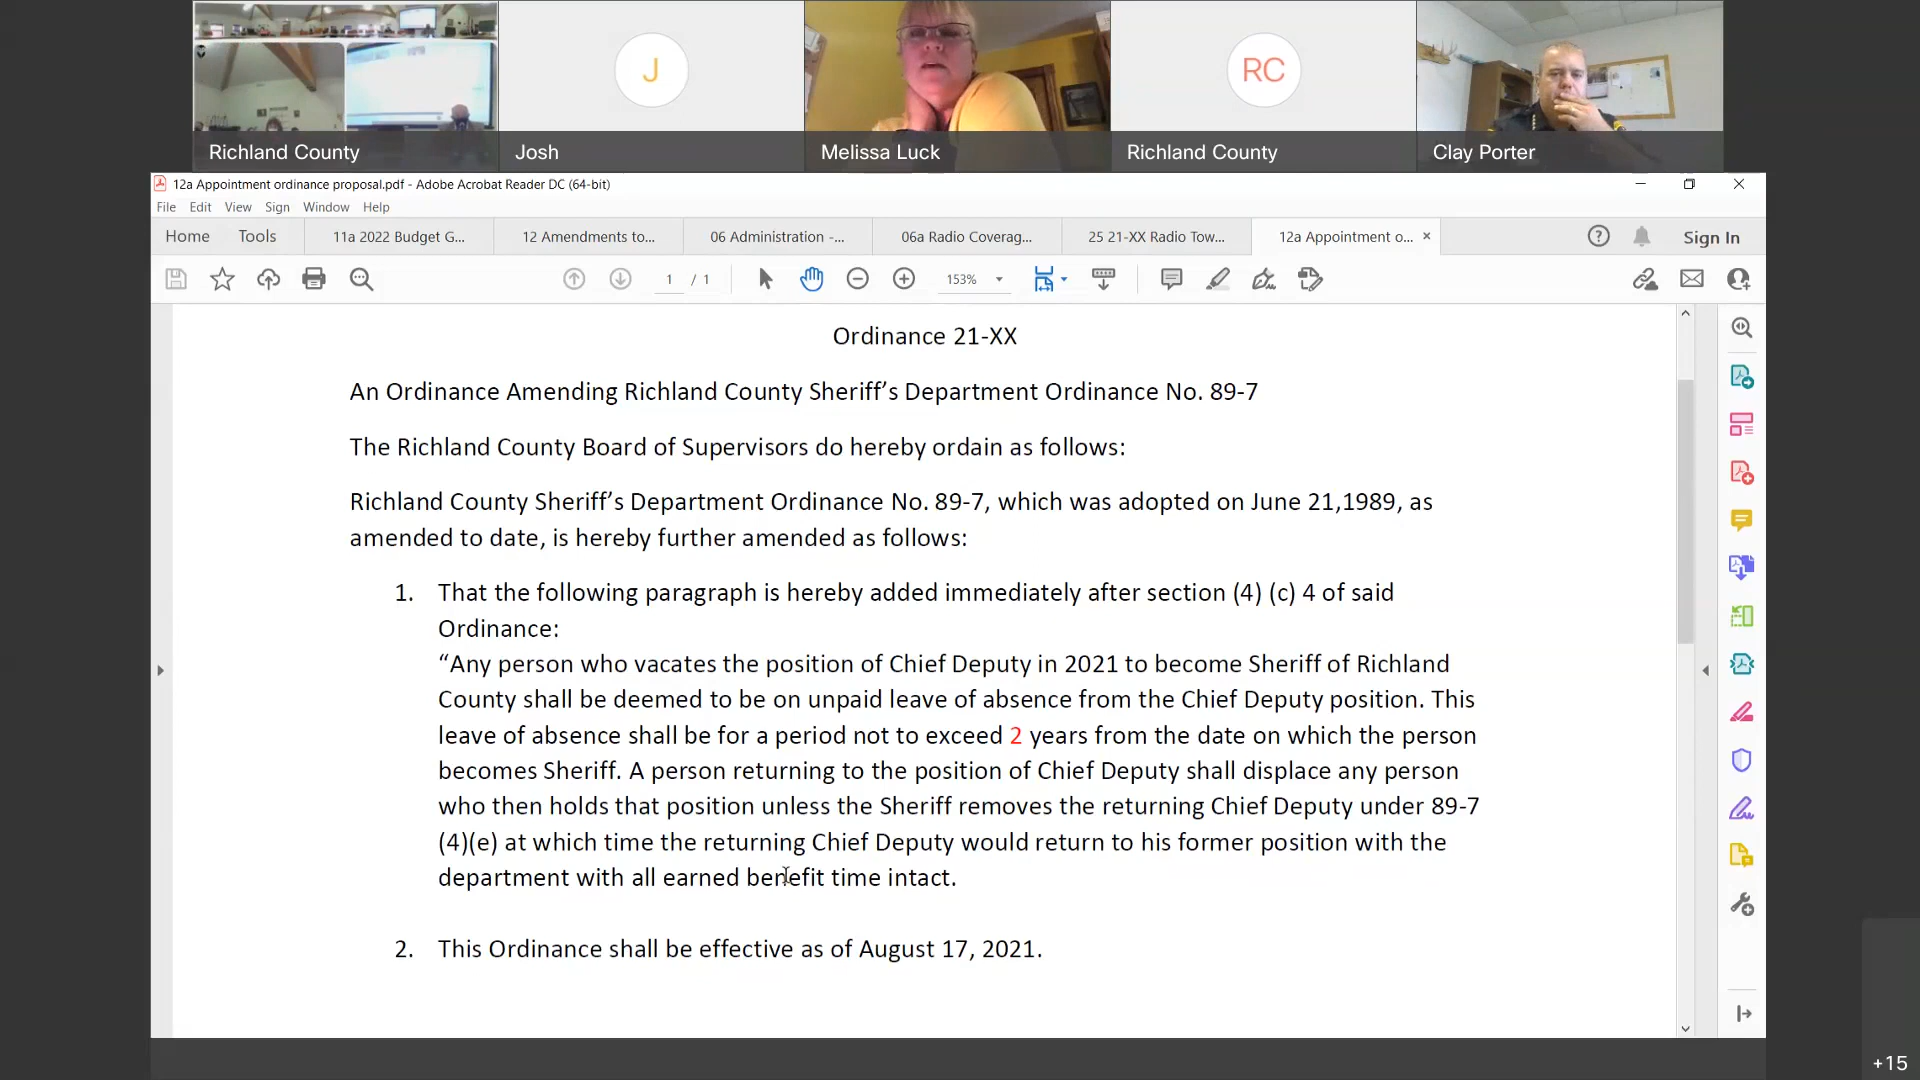 J
RC
Richland County
Josh
Melissa Luck
Richland County
Clay Porter
12a Appointment ordinance proposal.pdf - Adobe Acrobat Reader DC (64-bit)
File Edit View Sign Window Help
Home Tools 11a 2022 Budget G... 12 Amendments to... 06 Administration -... 06a Radio Coverag... 25 21-XX Radio Tow... 12a Appointment o... × Sign In
1 / 1 153%
Ordinance 21-XX
An Ordinance Amending Richland County Sheriff’s Department Ordinance No. 89-7
The Richland County Board of Supervisors do hereby ordain as follows:
Richland County Sheriff’s Department Ordinance No. 89-7, which was adopted on June 21,1989, as
amended to date, is hereby further amended as follows:
1. That the following paragraph is hereby added immediately after section (4) (c) 4 of said
Ordinance:
“Any person who vacates the position of Chief Deputy in 2021 to become Sheriff of Richland
County shall be deemed to be on unpaid leave of absence from the Chief Deputy position. This
leave of absence shall be for a period not to exceed 2 years from the date on which the person
becomes Sheriff. A person returning to the position of Chief Deputy shall displace any person
who then holds that position unless the Sheriff removes the returning Chief Deputy under 89-7
(4)(e) at which time the returning Chief Deputy would return to his former position with the
department with all earned benefit time intact.
2. This Ordinance shall be effective as of August 17, 2021.
+15